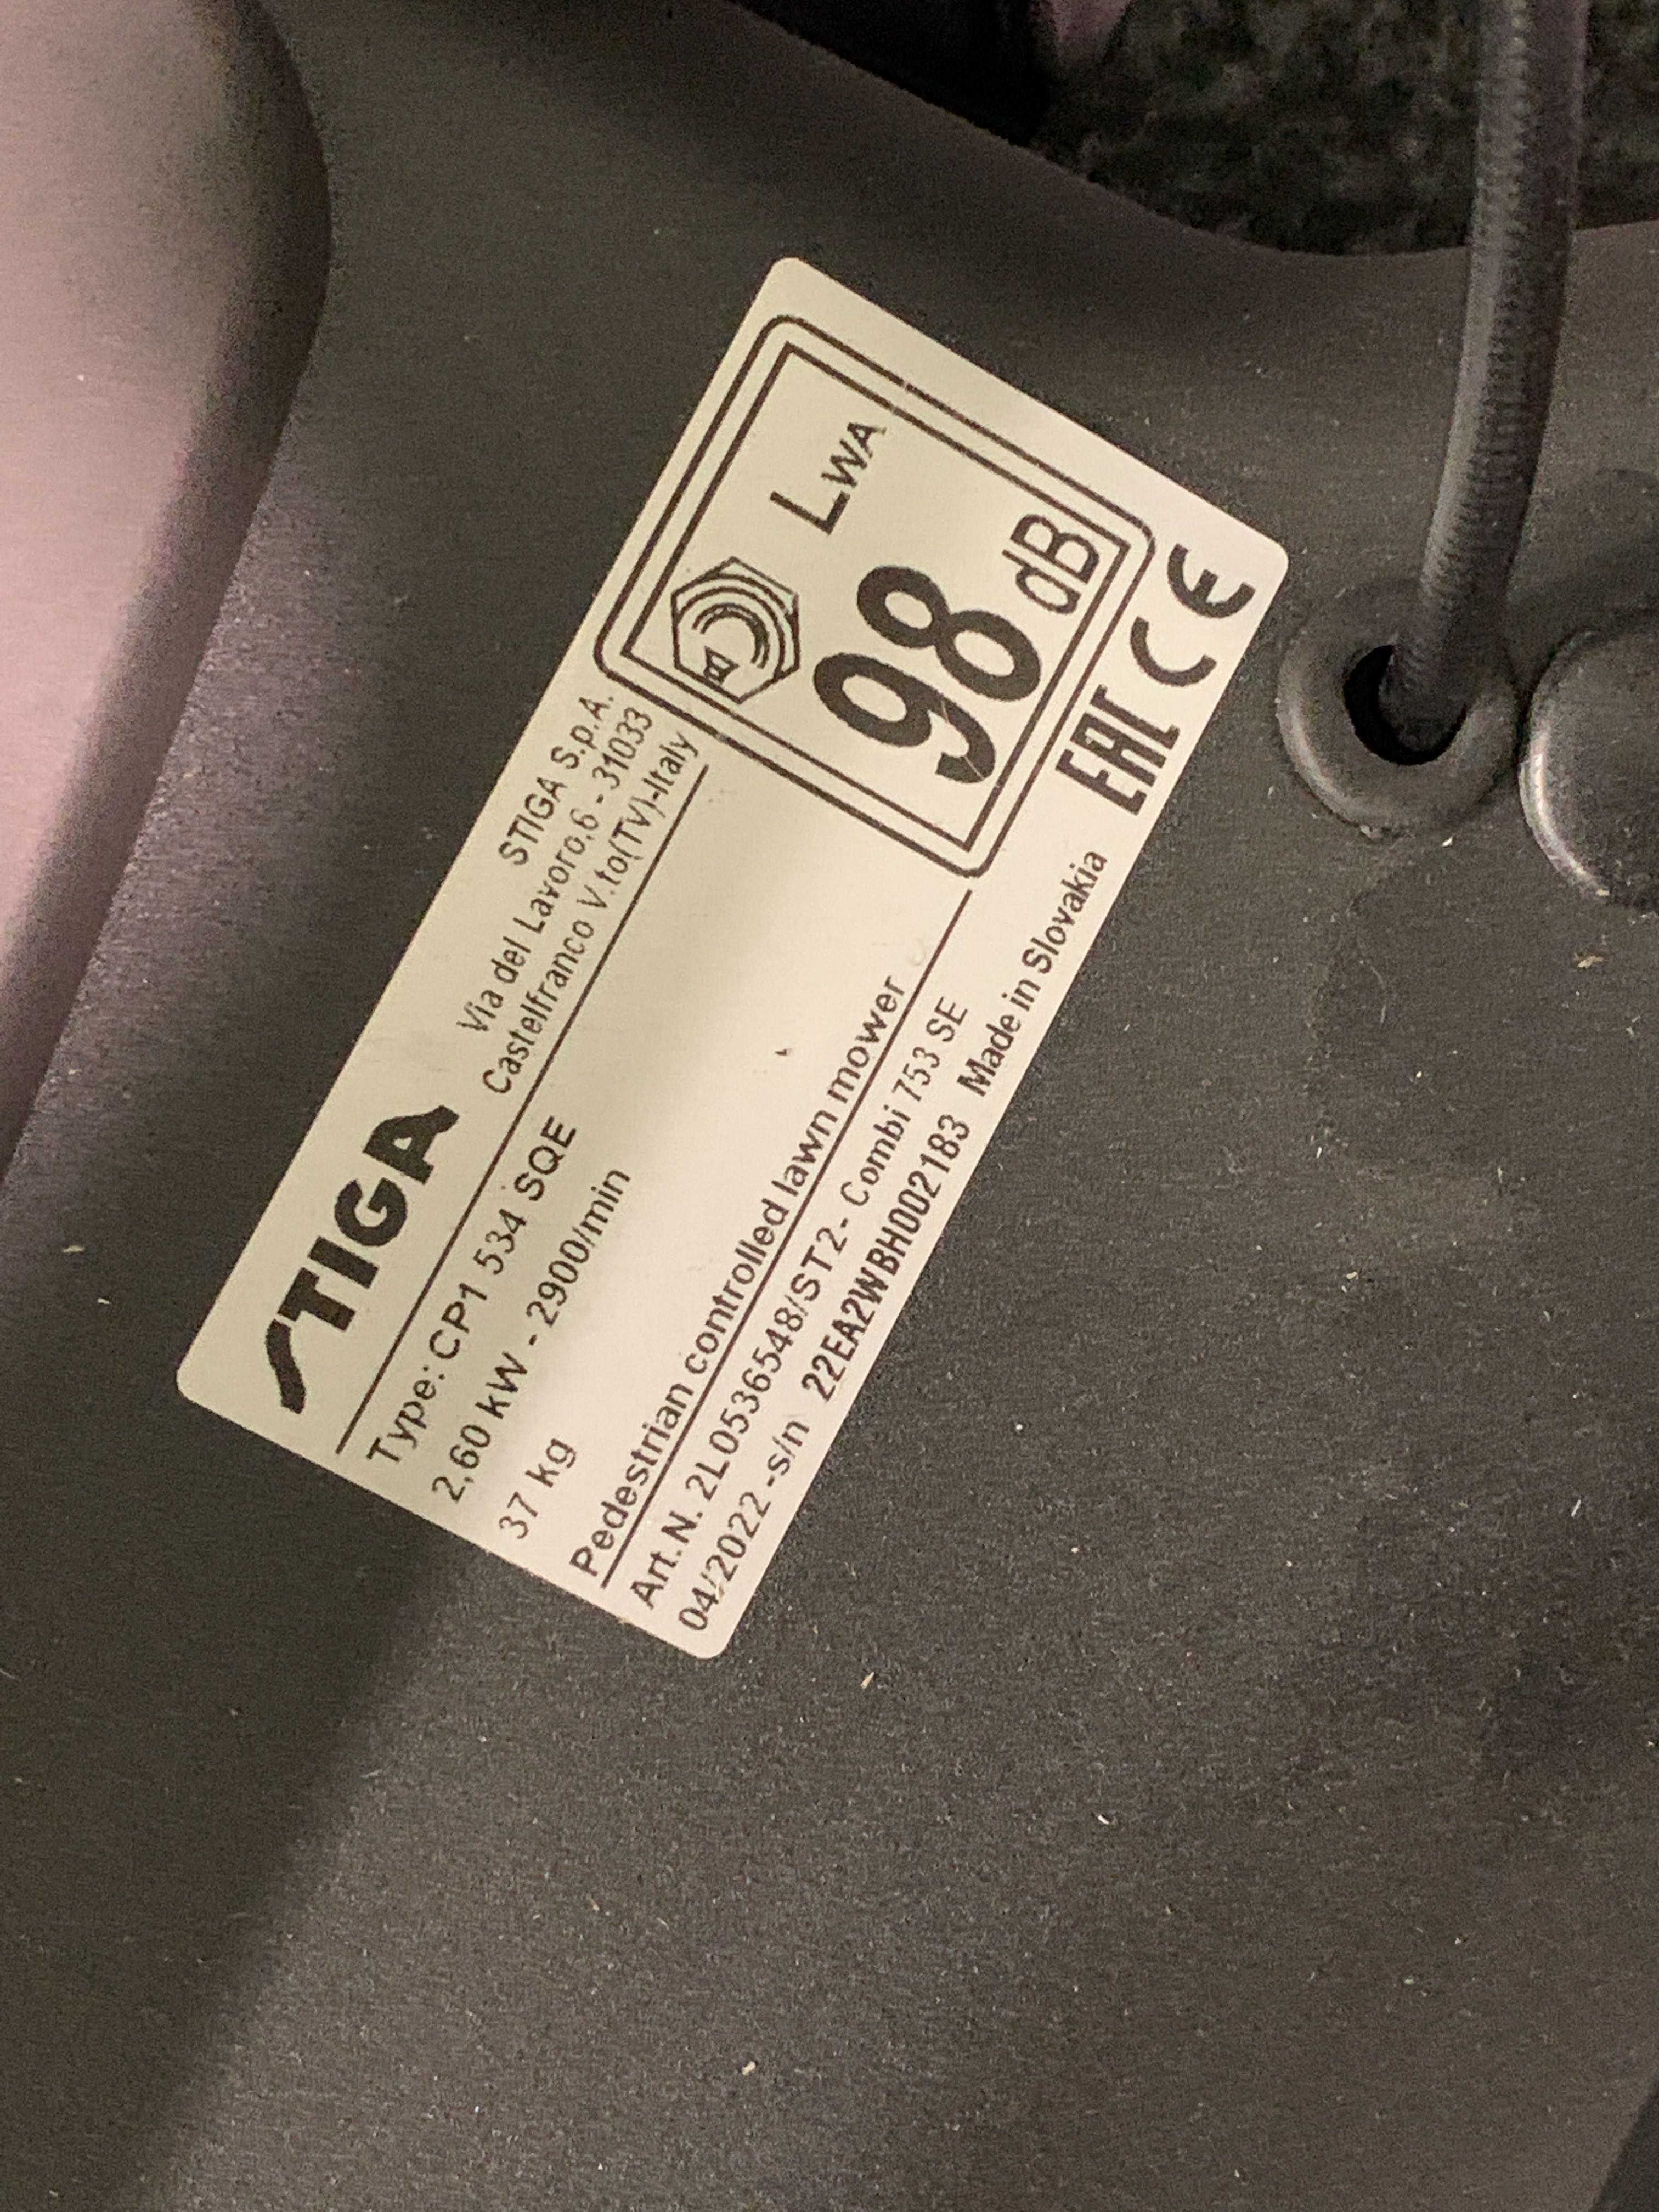 STIGA
STIGA S.p.A.
Via del Lavoro,6 - 31033
Castelfranco V.to(TV)-Italy
Type: CP1 534 SQE
2,60 kW - 2900/min
37 kg
LWA
98 dB
Pedestrian controlled lawn mower
Art.N. 2L0536548/ST2 - Combi 753 SE
04/2022 -s/n 22EA2WBH002183 Made in Slovakia
EAC CE